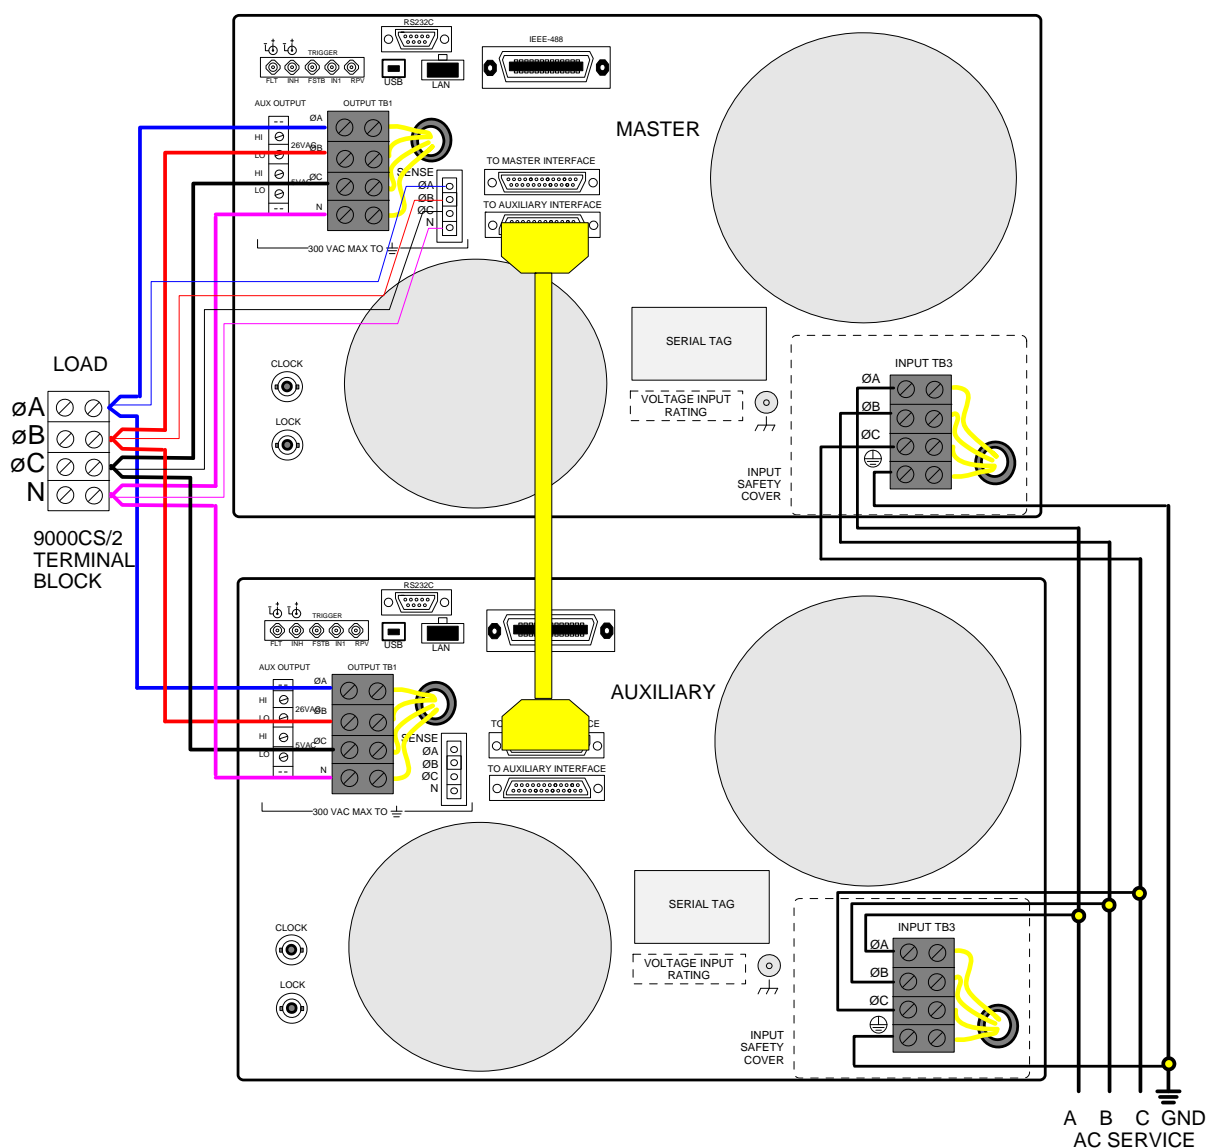 RS232C
IEEE-488
TRIGGER
FLT INH FSTB IN1 RPV
USB
LAN
AUX OUTPUT
OUTPUT TB1
MASTER
ØA
HI
26VAC
LO
ØB
HI
ØC
LO
N
SENSE
ØA
ØB
ØC
N
TO MASTER INTERFACE
TO AUXILIARY INTERFACE
300 VAC MAX TO
SERIAL TAG
VOLTAGE INPUT
RATING
CLOCK
LOCK
INPUT TB3
ØA
ØB
ØC
INPUT
SAFETY
COVER
LOAD
øA
øB
øC
N
9000CS/2
TERMINAL
BLOCK
RS232C
TRIGGER
FLT INH FSTB IN1 RPV
USB
LAN
AUX OUTPUT
OUTPUT TB1
AUXILIARY
ØA
HI
26VAC
LO
ØB
HI
5VAC
ØC
LO
N
SENSE
ØA
ØB
ØC
N
TO AUXILIARY INTERFACE
300 VAC MAX TO
SERIAL TAG
VOLTAGE INPUT
RATING
CLOCK
LOCK
INPUT TB3
ØA
ØB
ØC
INPUT
SAFETY
COVER
A B C GND
AC SERVICE